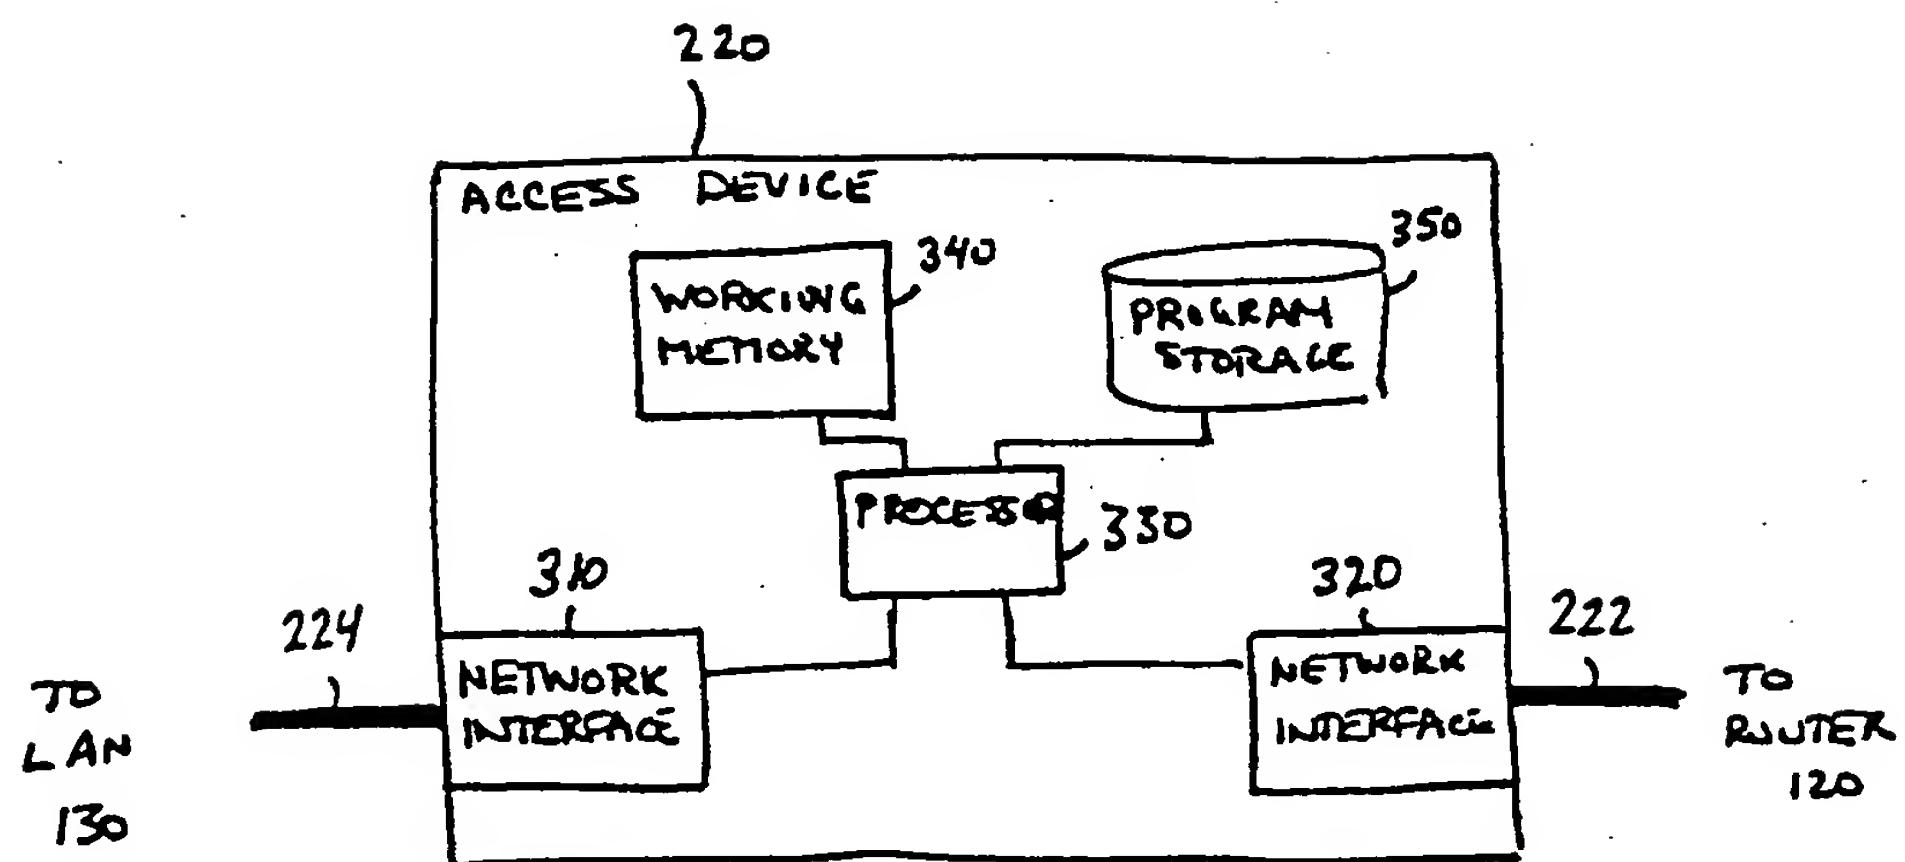 220
ACCESS DEVICE
340
350
WORKING
MEMORY
PROGRAM
STORAGE
PROCESSOR
330
310
320
224
222
NETWORK
INTERFACE
NETWORK
INTERFACE
TO
LAN
130
TO
ROUTER
120